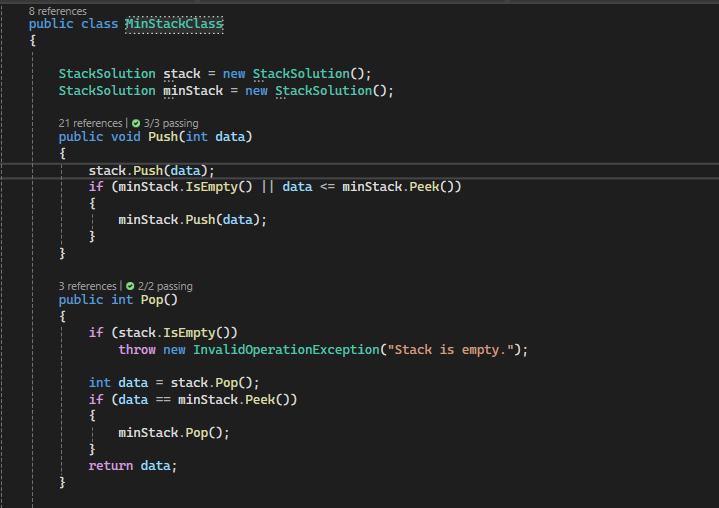 8 references
public class MinStackClass
{
StackSolution stack = new StackSolution();
StackSolution minStack = new StackSolution();
21 references | 3/3 passing
public void Push(int data)
{
stack.Push(data);
if (minStack.IsEmpty() || data <= minStack.Peek())
{
minStack.Push(data);
}
}
3 references | 2/2 passing
public int Pop()
{
if (stack.IsEmpty())
throw new InvalidOperationException("Stack is empty.");
int data = stack.Pop();
if (data == minStack.Peek())
{
minStack.Pop();
}
return data;
}